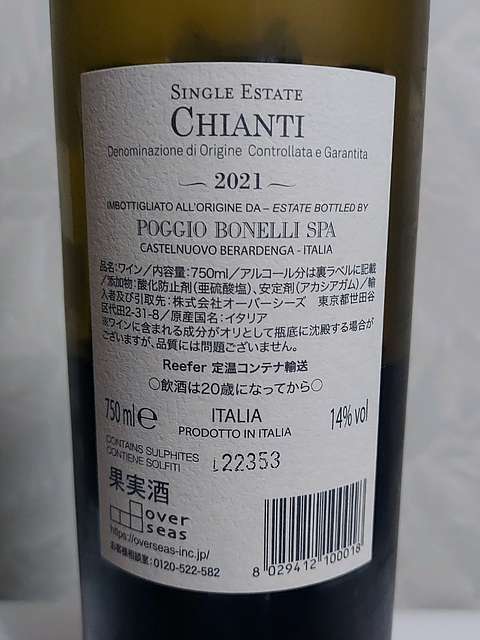 SINGLE ESTATE
CHIANTI
Denominazione di Origine Controllata e Garantita
2021
IMBOTTIGLIATO ALL'ORIGINE DA – ESTATE BOTTLED BY
POGGIO BONELLI SPA
CASTELNUOVO BERARDENGA - ITALIA
品名:ワイン/内容量:750ml/アルコール分は裏ラベルに記載
/添加物:酸化防止剤(亜硫酸塩)、安定剤(アカシアガム)/輸
入者及び引取先:株式会社オーバーシーズ 東京都世田谷
区代田2-31-8/原産国名:イタリア
※ワインに含まれる成分がオリとして瓶底に沈殿する場合が
ございますが、品質には問題ございません。
Reefer 定温コンテナ輸送
○飲酒は20歳になってから○
750 ml e ITALIA 14% vol
PRODOTTO IN ITALIA
CONTAINS SULPHITES
CONTIENE SOLFITI
L22353
果実酒
over
seas
https://overseas-inc.jp/
お客様相談室:0120-522-582
8 029412 100018